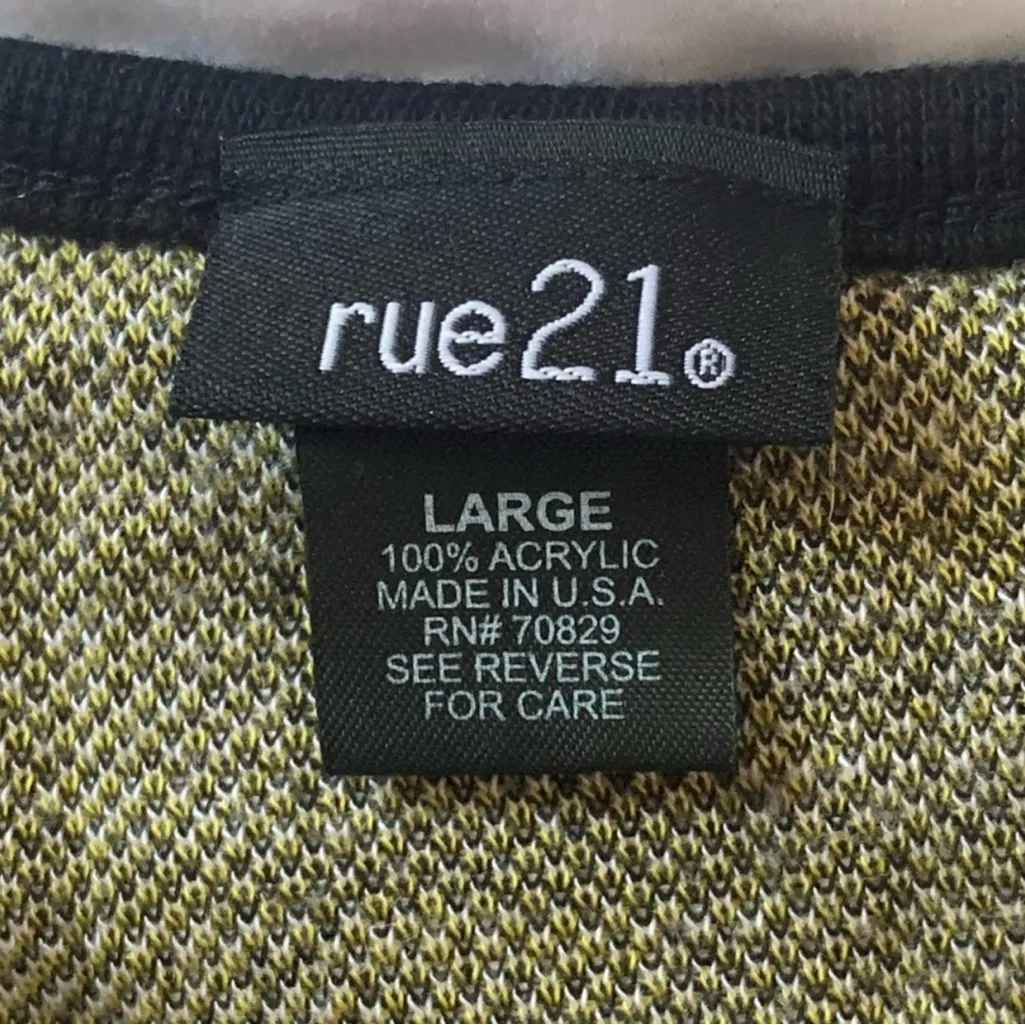 rue21®
LARGE
100% ACRYLIC
MADE IN U.S.A.
RN# 70829
SEE REVERSE
FOR CARE